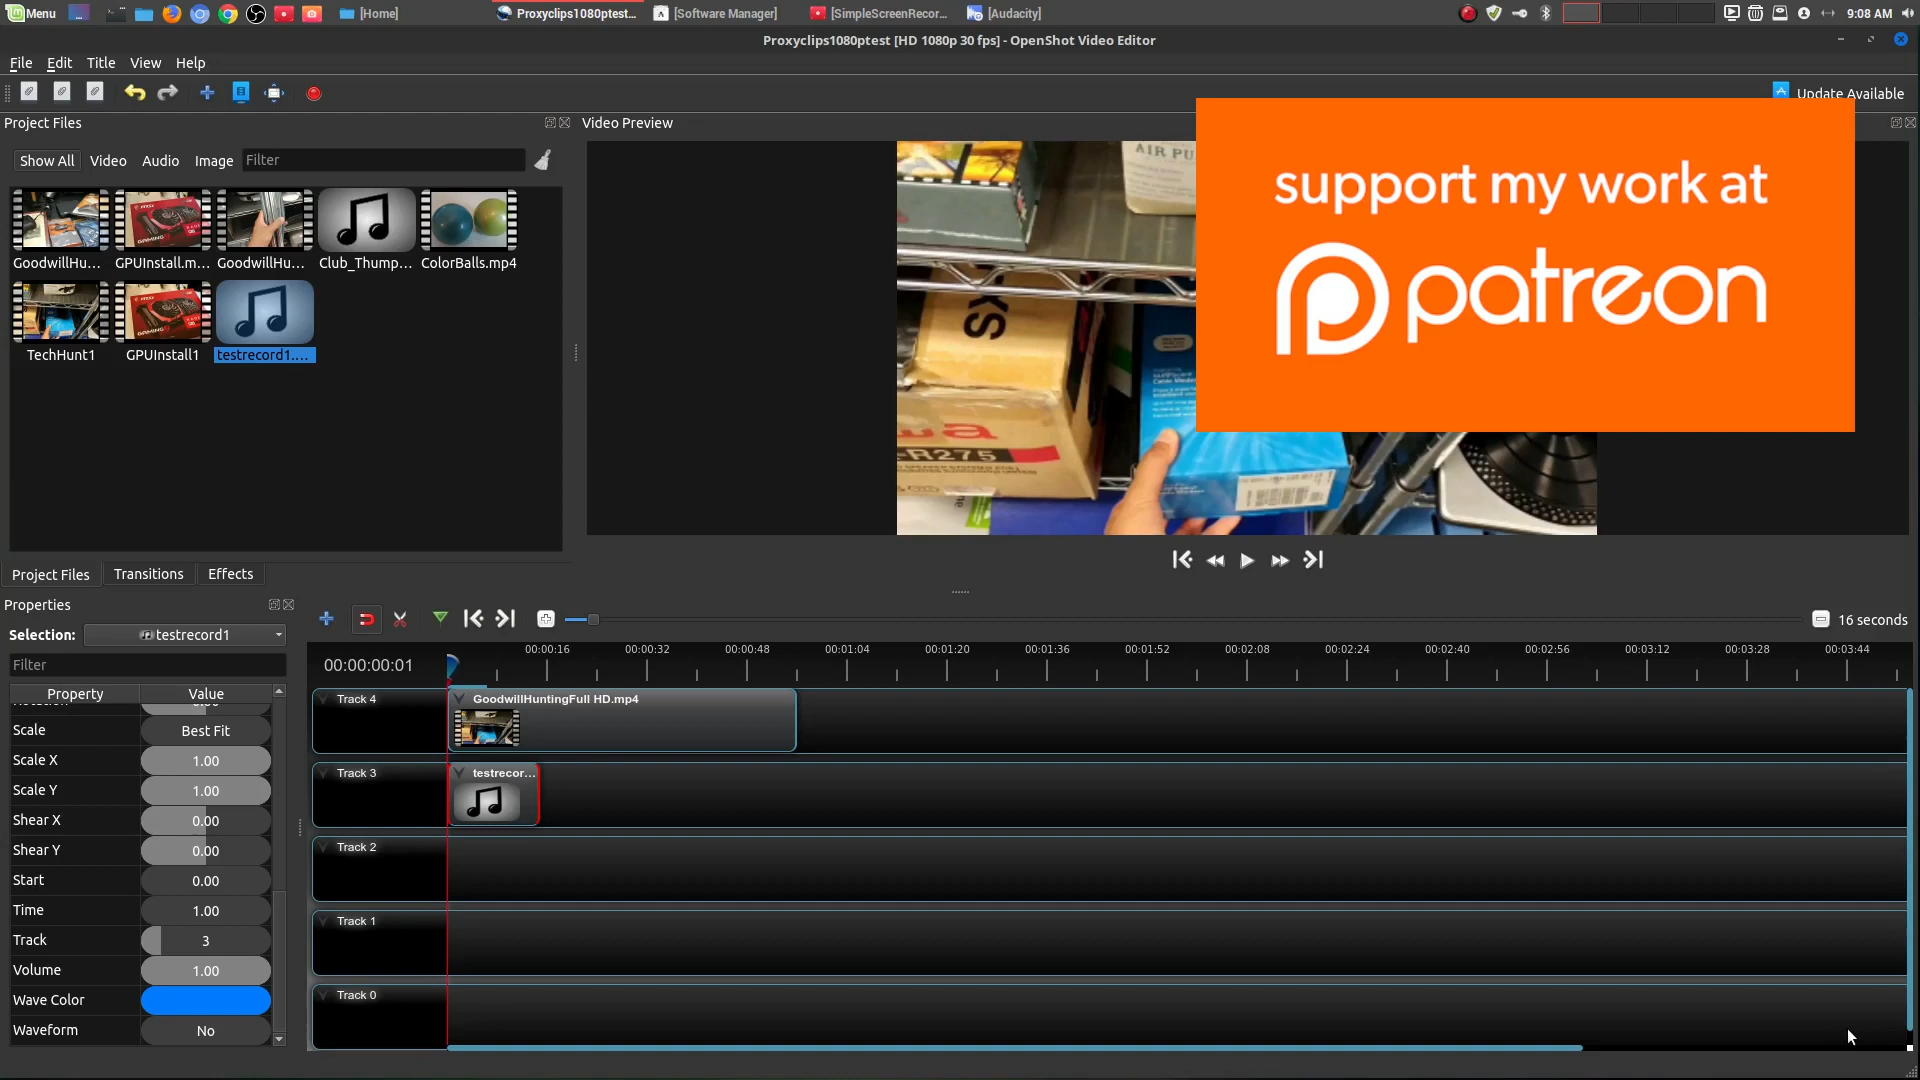 Menu
[Home]
Proxyclips1080ptest...
[Software Manager]
[SimpleScreenRecor...
[Audacity]
9:08 AM
Proxyclips1080ptest [HD 1080p 30 fps] - OpenShot Video Editor
File Edit Title View Help
Update Available
Project Files
Video Preview
Show All Video Audio Image Filter
GoodwillHu... GPUInstall.m... GoodwillHu... Club_Thump... ColorBalls.mp4
TechHunt1 GPUInstall1 testrecord1....
AIR PU
KS
-R275
support my work at
patreon
Project Files Transitions Effects
Properties
Selection: testrecord1
Filter
Property Value
Scale Best Fit
Scale X 1.00
Scale Y 1.00
Shear X 0.00
Shear Y 0.00
Start 0.00
Time 1.00
Track 3
Volume 1.00
Wave Color
Waveform No
16 seconds
00:00:00:01
00:00:16 00:00:32 00:00:48 00:01:04 00:01:20 00:01:36 00:01:52 00:02:08 00:02:24 00:02:40 00:02:56 00:03:12 00:03:28 00:03:44
Track 4 GoodwillHuntingFull HD.mp4
Track 3 testrecor...
Track 2
Track 1
Track 0